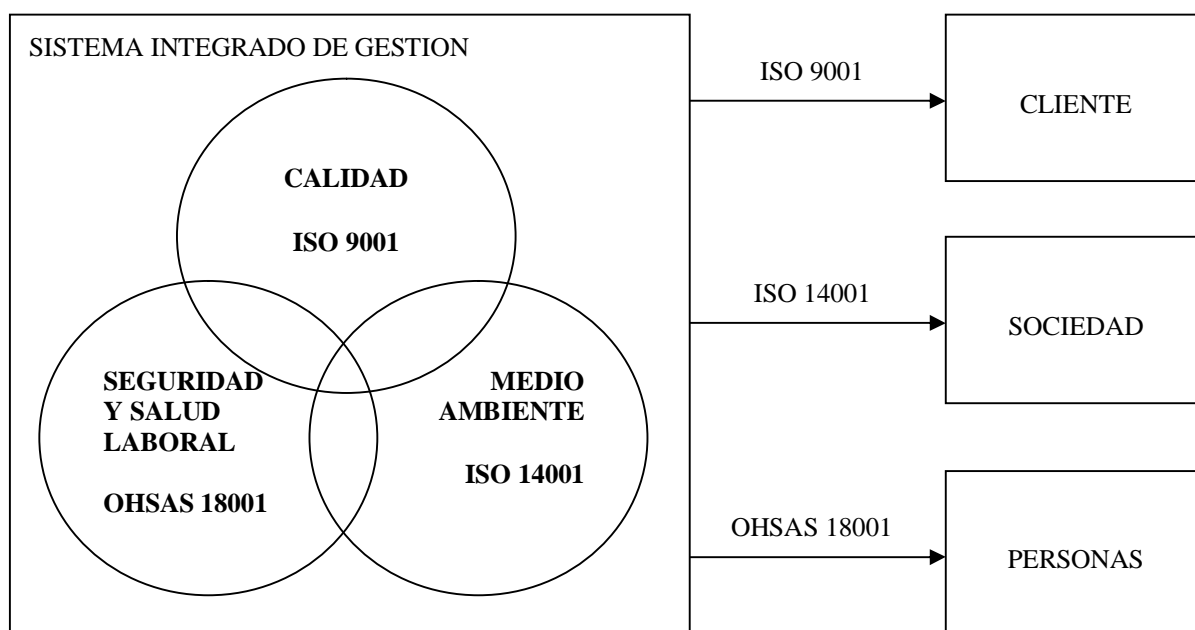 SISTEMA INTEGRADO DE GESTION
CALIDAD
ISO 9001
SEGURIDAD
Y SALUD
LABORAL
OHSAS 18001
MEDIO
AMBIENTE
ISO 14001
ISO 9001
CLIENTE
ISO 14001
SOCIEDAD
OHSAS 18001
PERSONAS